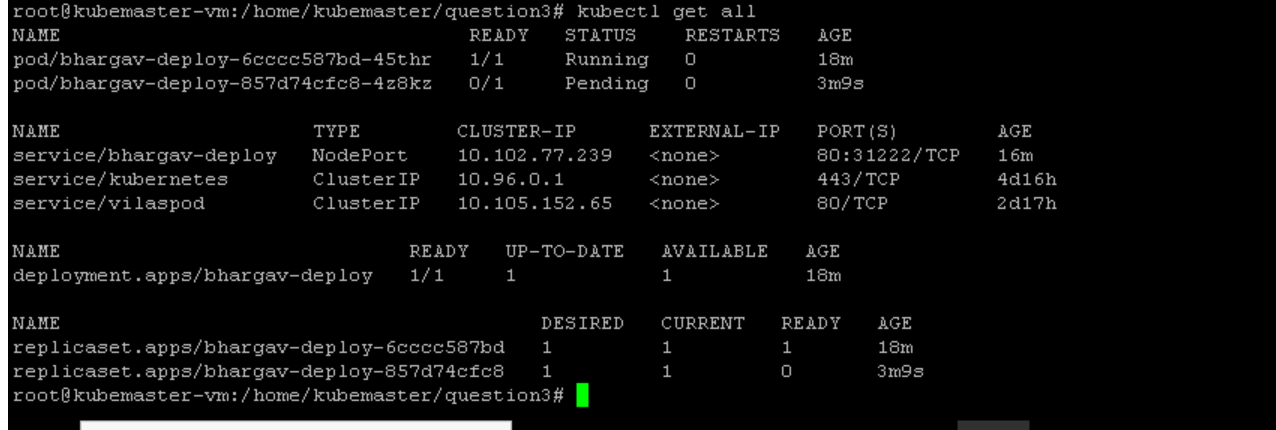 root@kubemaster-vm:/home/kubemaster/question3# kubectl get all
NAME READY STATUS RESTARTS AGE
pod/bhargav-deploy-6cccc587bd-45thr 1/1 Running 0 18m
pod/bhargav-deploy-857d74cfc8-4z8kz 0/1 Pending 0 3m9s
NAME TYPE CLUSTER-IP EXTERNAL-IP PORT(S) AGE
service/bhargav-deploy NodePort 10.102.77.239 <none> 80:31222/TCP 16m
service/kubernetes ClusterIP 10.96.0.1 <none> 443/TCP 4d16h
service/vilaspod ClusterIP 10.105.152.65 <none> 80/TCP 2d17h
NAME READY UP-TO-DATE AVAILABLE AGE
deployment.apps/bhargav-deploy 1/1 1 1 18m
NAME DESIRED CURRENT READY AGE
replicaset.apps/bhargav-deploy-6cccc587bd 1 1 1 18m
replicaset.apps/bhargav-deploy-857d74cfc8 1 1 0 3m9s
root@kubemaster-vm:/home/kubemaster/question3#